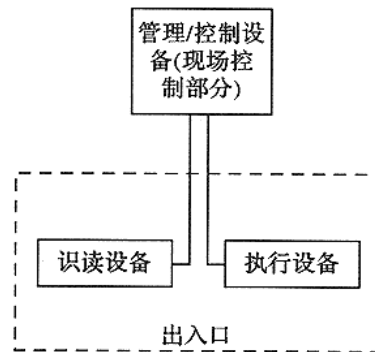 管理/控制设
备(现场控
制部分)
识读设备
执行设备
出入口